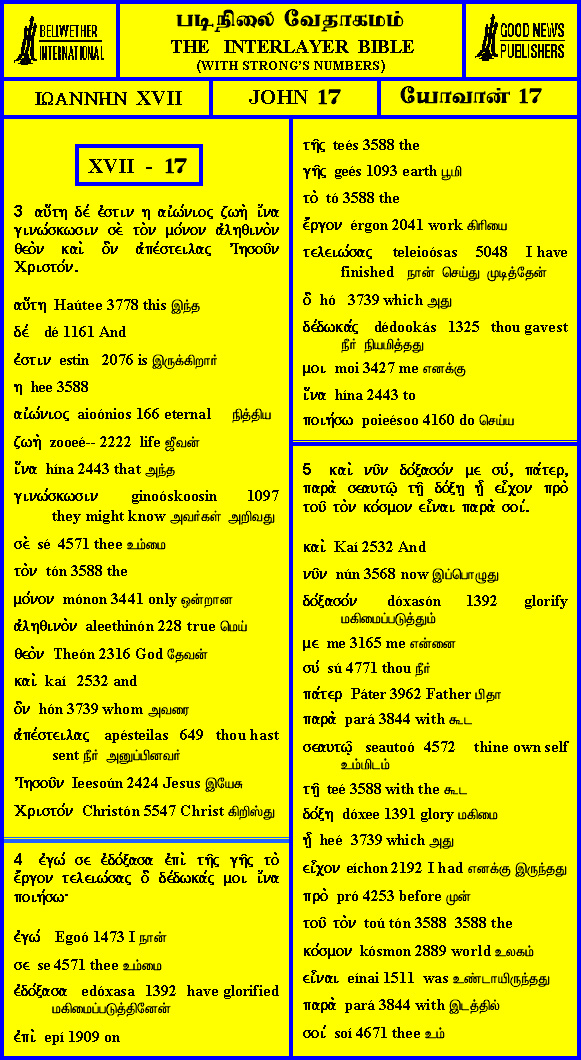 BELLWETHER
INTERNATIONAL
படிநிலை வேதாகமம்
THE INTERLAYER BIBLE
(WITH STRONG'S NUMBERS)
GOOD NEWS
PUBLISHERS
ΙΩΑΝΝΗΝ XVII
JOHN 17
யோவான் 17
XVII - 17
3 αὕτη δέ ἐστιν η αἰώνιος ζωὴ ἵνα
γινώσκωσιν σὲ τὸν μόνον ἀληθινὸν
θεὸν καὶ ὃν ἀπέστειλας Ἰησοῦν
Χριστόν.
αὕτη Haútee 3778 this இந்த
δέ dé 1161 And
ἐστιν estin 2076 is இருக்கிறார்
η hee 3588
αἰώνιος aioónios 166 eternal நித்திய
ζωὴ zooeé-- 2222 life ஜீவன்
ἵνα hína 2443 that அந்த
γινώσκωσιν ginoóskoosin 1097
they might know அவர்கள் அறிவது
σὲ sé 4571 thee உம்மை
τὸν tón 3588 the
μόνον mónon 3441 only ஒன்றான
ἀληθινὸν aleethinón 228 true மெய்
θεὸν Theón 2316 God தேவன்
καὶ kaí 2532 and
ὃν hón 3739 whom அவரை
ἀπέστειλας apésteilas 649 thou hast
sent நீர் அனுப்பினவர்
Ἰησοῦν Ieesoún 2424 Jesus இயேசு
Χριστόν Christón 5547 Christ கிறிஸ்து
4 ἐγώ σε ἐδόξασα ἐπὶ τῆς γῆς τὸ
ἔργον τελειώσας ὃ δέδωκάς μοι ἵνα
ποιήσω·
ἐγώ Egoó 1473 I நான்
σε se 4571 thee உம்மை
ἐδόξασα edóxasa 1392 have glorified
மகிமைப்படுத்தினேன்
ἐπὶ epí 1909 on
τῆς teés 3588 the
γῆς geés 1093 earth பூமி
τὸ tó 3588 the
ἔργον érgon 2041 work கிரியை
τελειώσας teleioósas 5048 I have
finished நான் செய்து முடித்தேன்
ὃ hó 3739 which அது
δέδωκάς dédookás 1325 thou gavest
நீர் நியமித்தது
μοι moi 3427 me எனக்கு
ἵνα hína 2443 to
ποιήσω poieésoo 4160 do செய்ய
5 καὶ νῦν δόξασόν με σύ, πάτερ,
παρὰ σεαυτῷ τῇ δόξῃ ᾗ εἶχον πρὸ
τοῦ τὸν κόσμον εἶναι παρὰ σοί.
καὶ Kaí 2532 And
νῦν nún 3568 now இப்பொழுது
δόξασόν dóxasón 1392 glorify
மகிமைப்படுத்தும்
με me 3165 me என்னை
σύ sú 4771 thou நீர்
πάτερ Páter 3962 Father பிதா
παρὰ pará 3844 with கூட
σεαυτῷ seautoó 4572 thine own self
உம்மிடம்
τῇ teé 3588 with the கூட
δόξῃ dóxee 1391 glory மகிமை
ᾗ heé 3739 which அது
εἶχον eíchon 2192 I had எனக்கு இருந்தது
πρὸ pró 4253 before முன்
τοῦ τὸν toú tón 3588 3588 the
κόσμον kósmon 2889 world உலகம்
εἶναι eínai 1511 was உண்டாயிருந்தது
παρὰ pará 3844 with இடத்தில்
σοί soí 4671 thee உம்